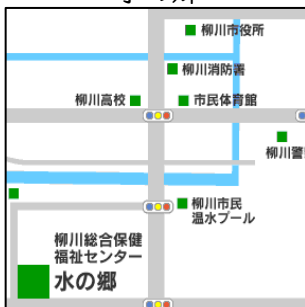 柳川市役所
柳川消防署
柳川高校
市民体育館
柳川警
柳川市民
温水プール
柳川総合保健
福祉センター
水の郷